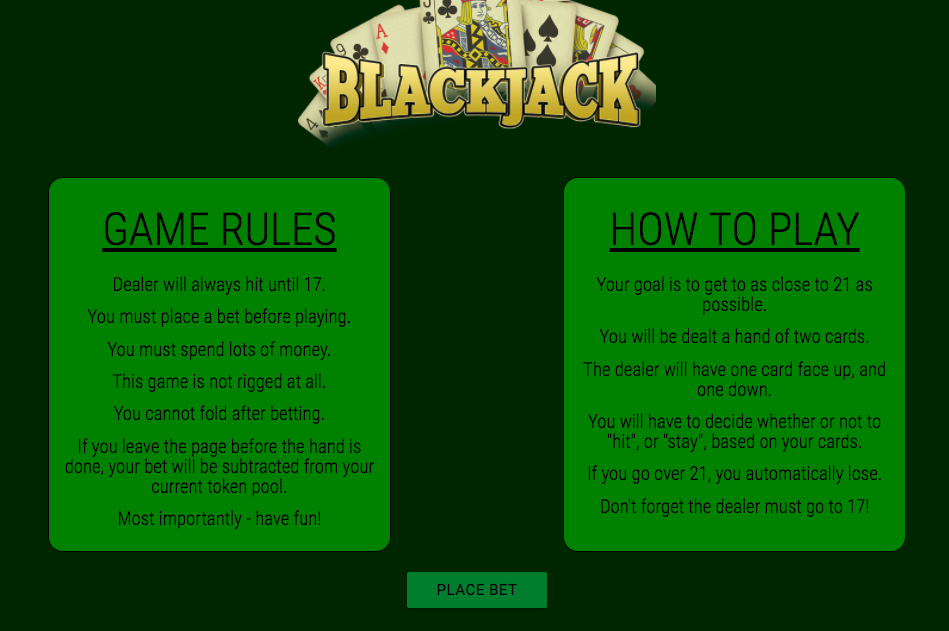 J
9
A
K
4
BLACKJACK
GAME RULES
Dealer will always hit until 17.
You must place a bet before playing.
You must spend lots of money.
This game is not rigged at all.
You cannot fold after betting.
If you leave the page before the hand is
done, your bet will be subtracted from your
current token pool.
Most importantly - have fun!
HOW TO PLAY
Your goal is to get to as close to 21 as
possible.
You will be dealt a hand of two cards.
The dealer will have one card face up, and
one down.
You will have to decide whether or not to
"hit", or "stay", based on your cards.
If you go over 21, you automatically lose.
Don't forget the dealer must go to 17!
PLACE BET